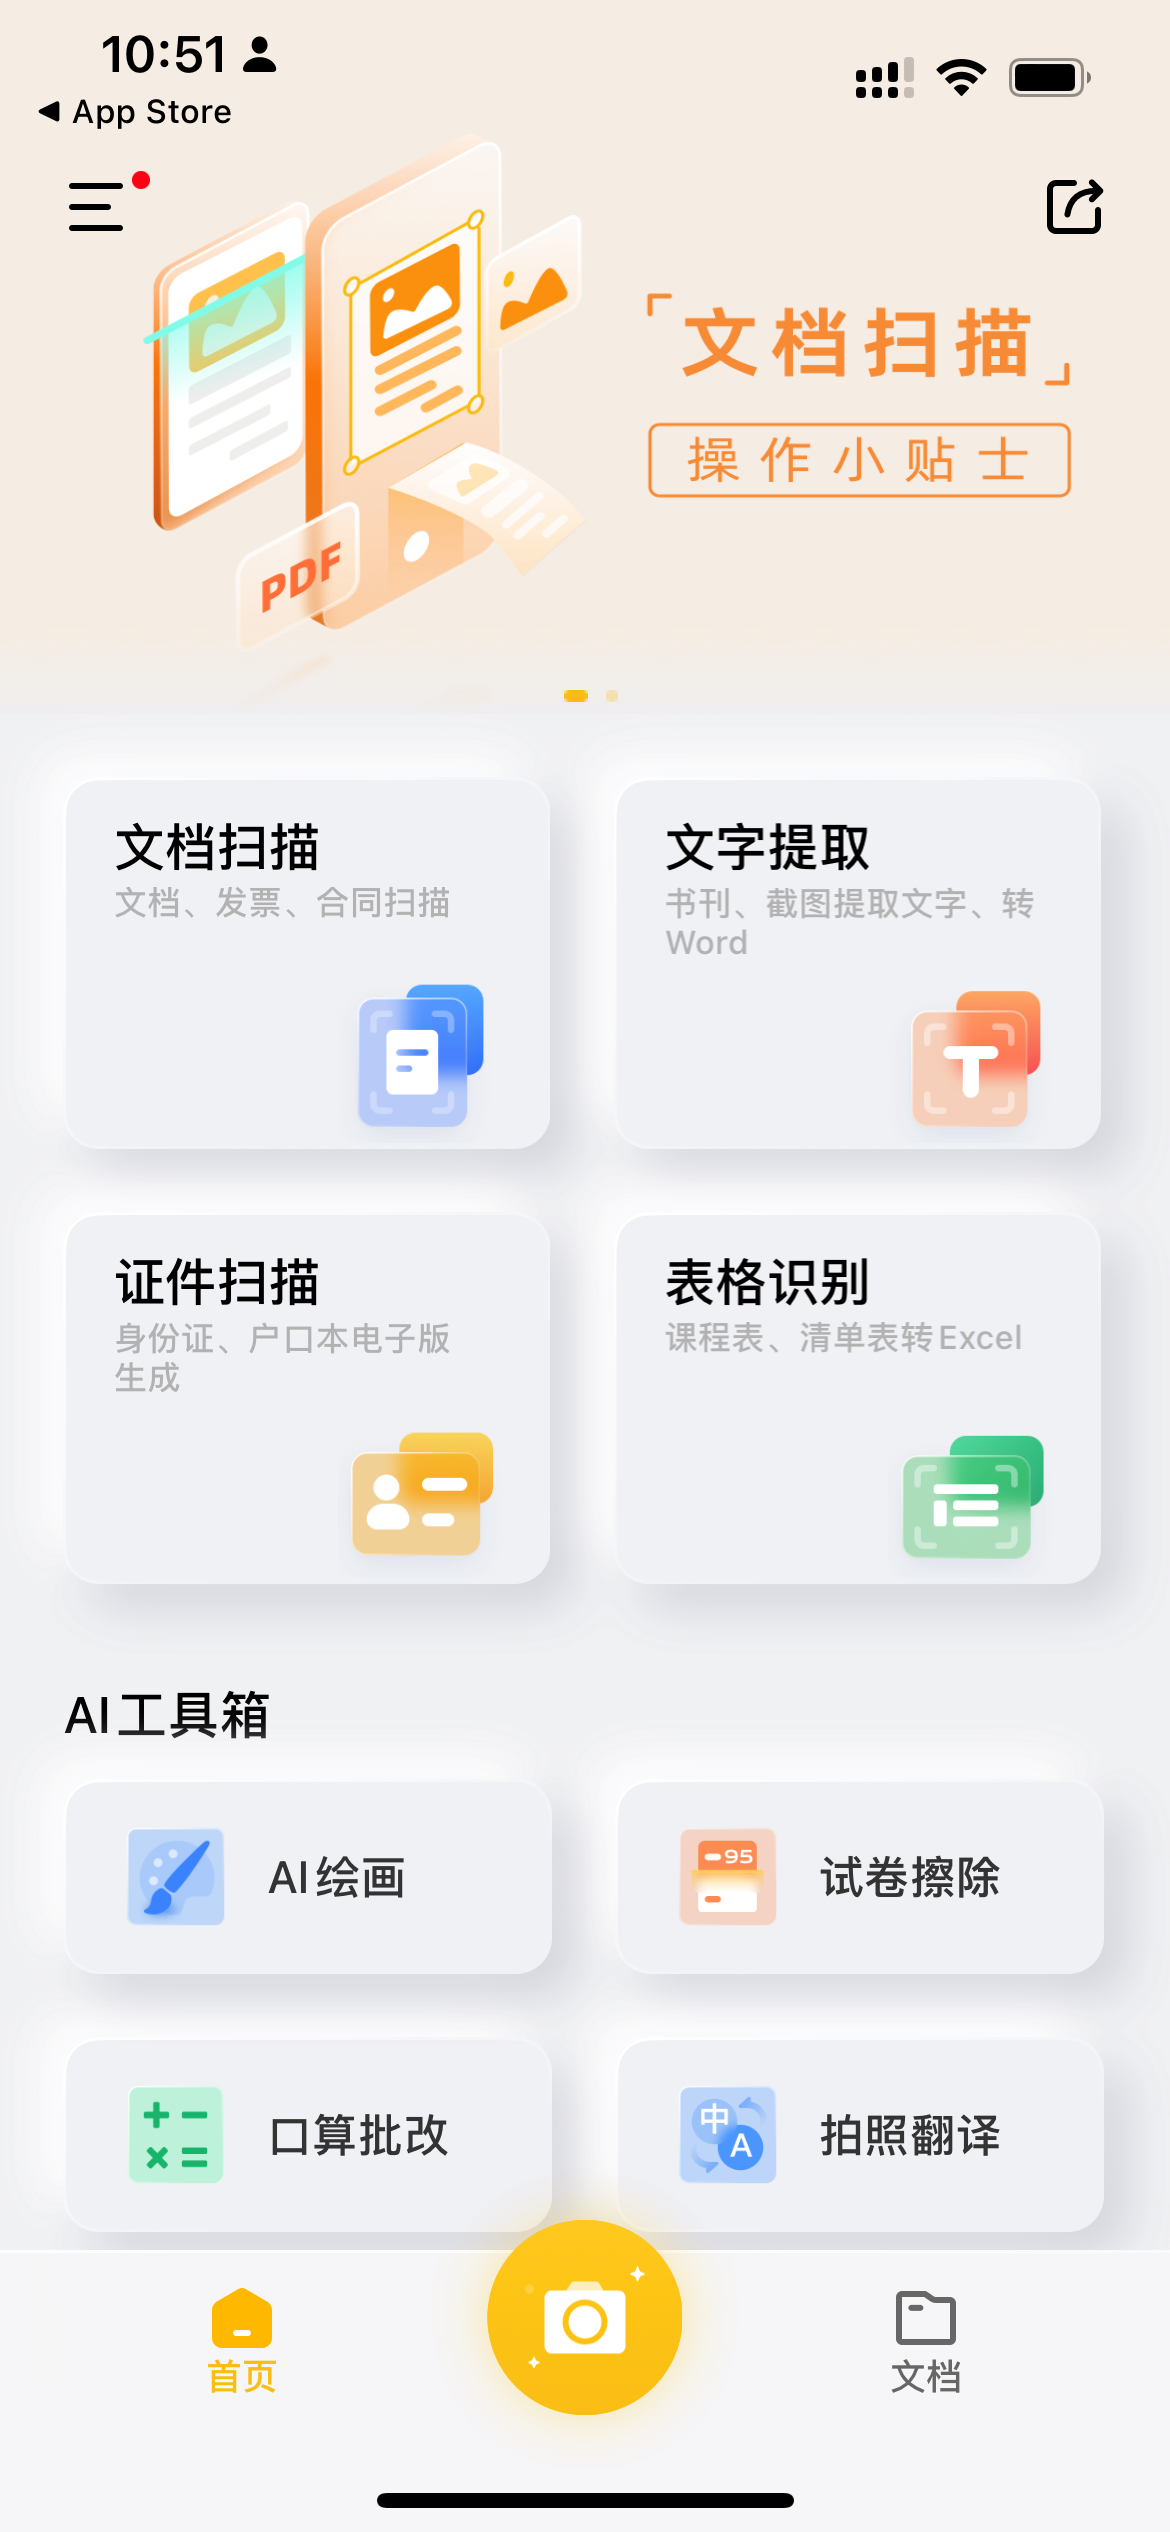 10:51
App Store
文档扫描
操作小贴士
PDF
文档扫描
文档、发票、合同扫描
文字提取
书刊、截图提取文字、转
Word
T
证件扫描
身份证、户口本电子版
生成
表格识别
课程表、清单表转Excel
AI工具箱
AI绘画
95
试卷擦除
口算批改
中
A
拍照翻译
首页
文档